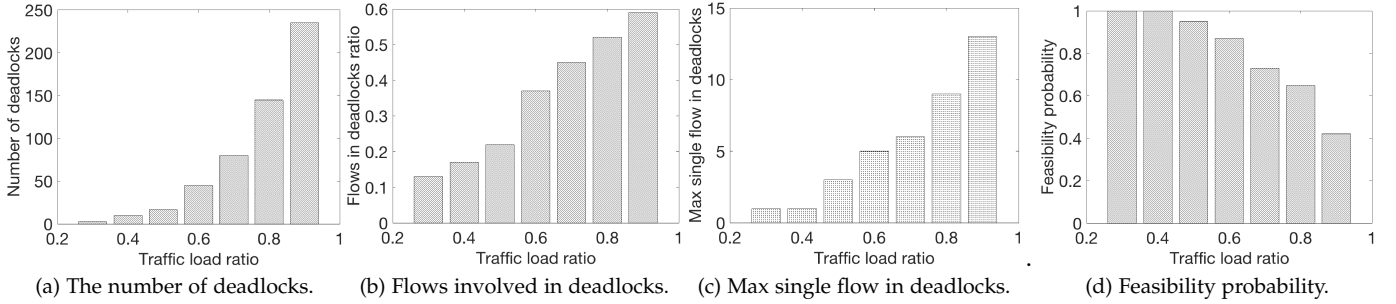 250
200
150
100
50
0
0.2 0.4 0.6 0.8 1
Number of deadlocks
Traffic load ratio
(a) The number of deadlocks.
0.6
0.5
0.4
0.3
0.2
0.1
0
0.2 0.4 0.6 0.8 1
Flows in deadlocks ratio
Traffic load ratio
(b) Flows involved in deadlocks.
15
10
5
0
0.2 0.4 0.6 0.8 1
Max single flow in deadlocks
Traffic load ratio
.
(c) Max single flow in deadlocks.
1
0.8
0.6
0.4
0.2
0
0.2 0.4 0.6 0.8 1
Feasibility probability
Traffic load ratio
(d) Feasibility probability.